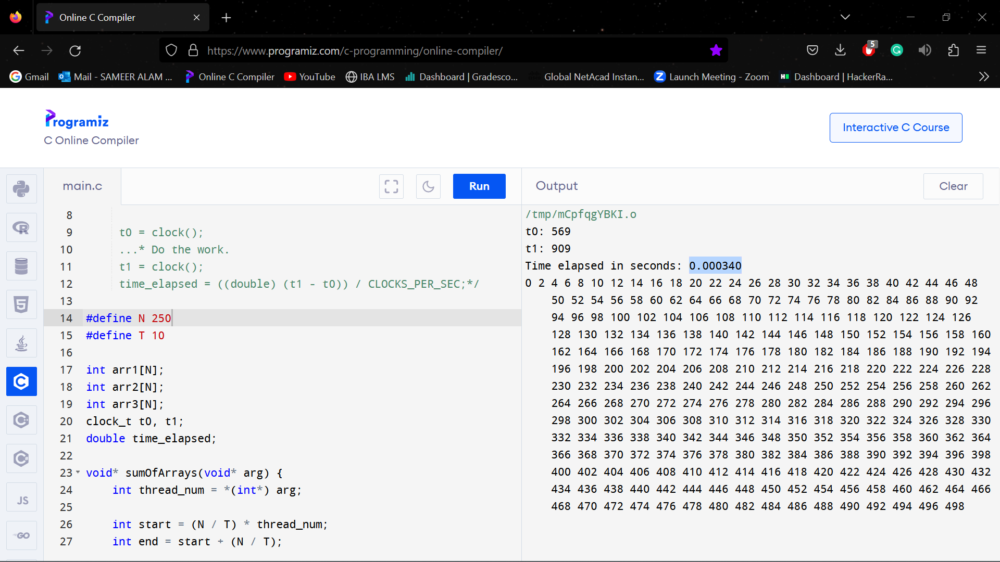 Online C Compiler
https://www.programiz.com/c-programming/online-compiler/
5
Gmail
Mail - SAMEER ALAM ...
Online C Compiler
YouTube
IBA LMS
Dashboard | Gradesco...
Global NetAcad Instan...
Launch Meeting - Zoom
Dashboard | HackerRa...
Programiz
C Online Compiler
Interactive C Course
main.c
Run
Output
Clear
8
9 t0 = clock();
10 ...* Do the work.
11 t1 = clock();
12 time_elapsed = ((double) (t1 - t0)) / CLOCKS_PER_SEC;*/
13
14 #define N 250
15 #define T 10
16
17 int arr1[N];
18 int arr2[N];
19 int arr3[N];
20 clock_t t0, t1;
21 double time_elapsed;
22
23 void* sumOfArrays(void* arg) {
24 int thread_num = *(int*) arg;
25
26 int start = (N / T) * thread_num;
27 int end = start + (N / T);
/tmp/mCpfqgYBKI.o
t0: 569
t1: 909
Time elapsed in seconds: 0.000340
0 2 4 6 8 10 12 14 16 18 20 22 24 26 28 30 32 34 36 38 40 42 44 46 48
50 52 54 56 58 60 62 64 66 68 70 72 74 76 78 80 82 84 86 88 90 92
94 96 98 100 102 104 106 108 110 112 114 116 118 120 122 124 126
128 130 132 134 136 138 140 142 144 146 148 150 152 154 156 158 160
162 164 166 168 170 172 174 176 178 180 182 184 186 188 190 192 194
196 198 200 202 204 206 208 210 212 214 216 218 220 222 224 226 228
230 232 234 236 238 240 242 244 246 248 250 252 254 256 258 260 262
264 266 268 270 272 274 276 278 280 282 284 286 288 290 292 294 296
298 300 302 304 306 308 310 312 314 316 318 320 322 324 326 328 330
332 334 336 338 340 342 344 346 348 350 352 354 356 358 360 362 364
366 368 370 372 374 376 378 380 382 384 386 388 390 392 394 396 398
400 402 404 406 408 410 412 414 416 418 420 422 424 426 428 430 432
434 436 438 440 442 444 446 448 450 452 454 456 458 460 462 464 466
468 470 472 474 476 478 480 482 484 486 488 490 492 494 496 498
JS
GO